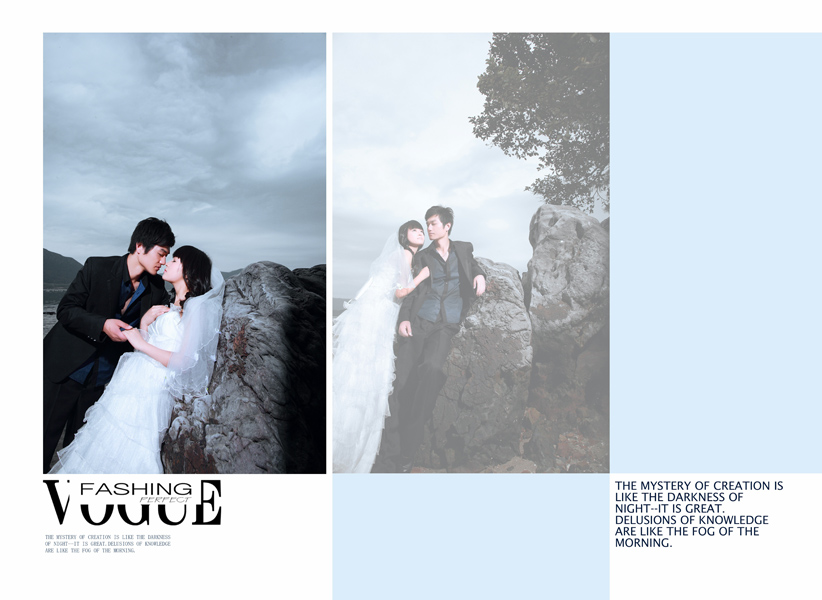 FASHING
PERFECT
VOGUE
THE MYSTERY OF CREATION IS LIKE THE DARKNESS
OF NIGHT--IT IS GREAT.DELUSIONS OF KNOWLEDGE
ARE LIKE THE FOG OF THE MORNING.
THE MYSTERY OF CREATION IS
LIKE THE DARKNESS OF
NIGHT--IT IS GREAT.
DELUSIONS OF KNOWLEDGE
ARE LIKE THE FOG OF THE
MORNING.